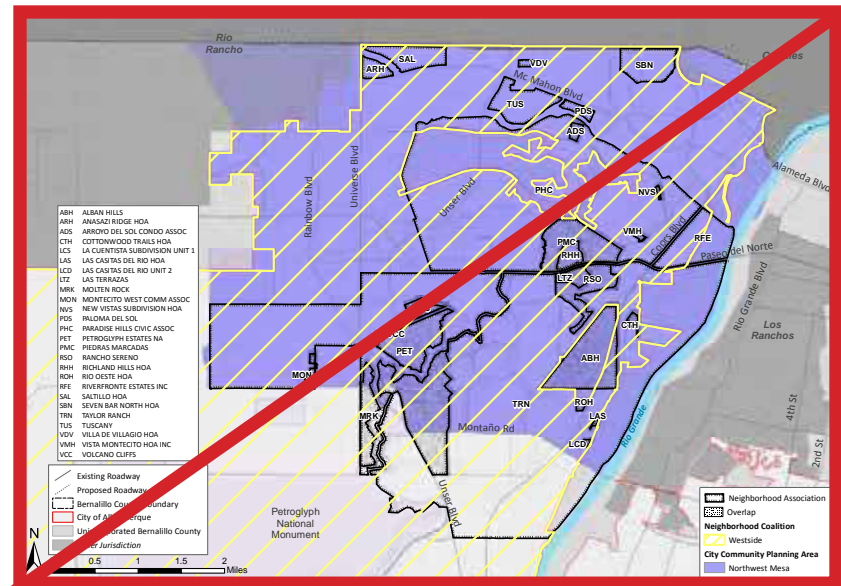 Rio
Rancho
Corrales
ARH
SAL
VDV
SBN
Mc Mahon Blvd
TUS
PDS
ADS
Universe Blvd
Rainbow Blvd
Unser Blvd
PHC
NVS
Alameda Blvd
Coors Blvd
VMH
RFE
PMC
RHH
Paseo del Norte
LTZ
RSO
Rio Grande Blvd
Los
Ranchos
CTH
PET
ABH
MON
MRK
TRN
ROH
LAS
LCD
Montaño Rd
Rio Grande
4th St
2nd St
Unser Blvd
Petroglyph
National
Monument
ABH ALBAN HILLS
ARH ANASAZI RIDGE HOA
ADS ARROYO DEL SOL CONDO ASSOC
CTH COTTONWOOD TRAILS HOA
LCS LA CUENTISTA SUBDIVISION UNIT 1
LAS LAS CASITAS DEL RIO HOA
LCD LAS CASITAS DEL RIO UNIT 2
LTZ LAS TERRAZAS
MRK MOLTEN ROCK
MON MONTECITO WEST COMM ASSOC
NVS NEW VISTAS SUBDIVISION HOA
PDS PALOMA DEL SOL
PHC PARADISE HILLS CIVIC ASSOC
PET PETROGLYPH ESTATES NA
PMC PIEDRAS MARCADAS
RSO RANCHO SERENO
RHH RICHLAND HILLS HOA
ROH RIO OESTE HOA
RFE RIVERFRONTE ESTATES INC
SAL SALTILLO HOA
SBN SEVEN BAR NORTH HOA
TRN TAYLOR RANCH
TUS TUSCANY
VDV VILLA DE VILLAGIO HOA
VMH VISTA MONTECITO HOA INC
VCC VOLCANO CLIFFS
Existing Roadway
Proposed Roadway
Bernalillo County Boundary
City of Albuquerque
Unincorporated Bernalillo County
Other Jurisdiction
N
0.5 1 1.5 2
Miles
Neighborhood Association
Overlap
Neighborhood Coalition
Westside
City Community Planning Area
Northwest Mesa